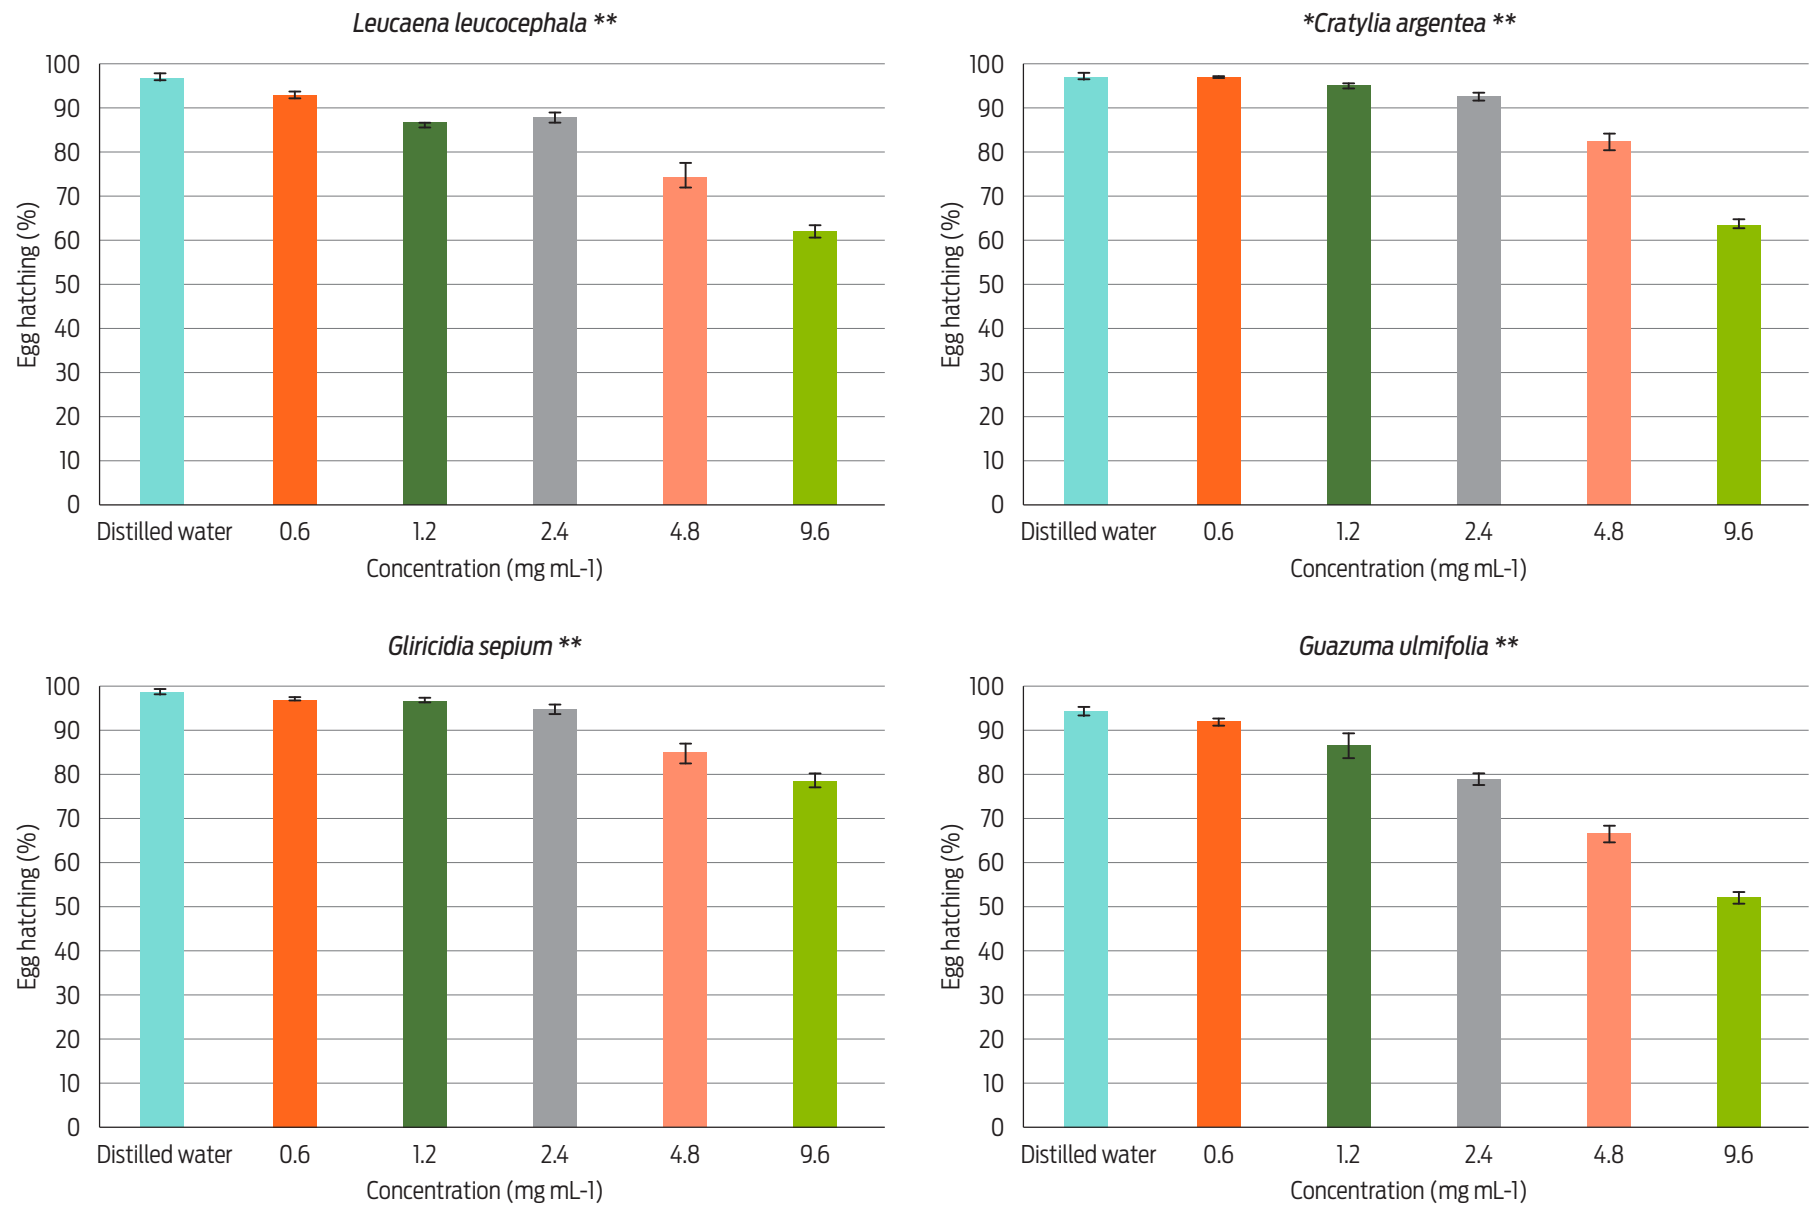 Leucaena leucocephala **
100
90
80
70
60
50
40
30
20
10
0
Egg hatching (%)
Distilled water 0.6 1.2 2.4 4.8 9.6
Concentration (mg mL-1)
*Cratylia argentea **
100
90
80
70
60
50
40
30
20
10
0
Egg hatching (%)
Distilled water 0.6 1.2 2.4 4.8 9.6
Concentration (mg mL-1)
Gliricidia sepium **
100
90
80
70
60
50
40
30
20
10
0
Egg hatching (%)
Distilled water 0.6 1.2 2.4 4.8 9.6
Concentration (mg mL-1)
Guazuma ulmifolia **
100
90
80
70
60
50
40
30
20
10
0
Egg hatching (%)
Distilled water 0.6 1.2 2.4 4.8 9.6
Concentration (mg mL-1)